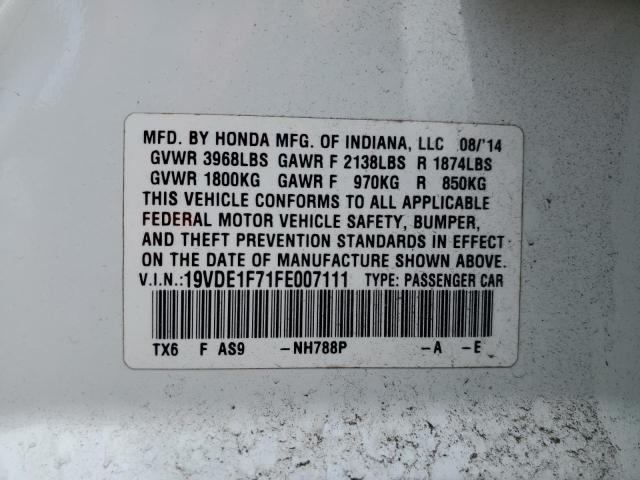 MFD. BY HONDA MFG. OF INDIANA, LLC 08/'14
GVWR 3968LBS GAWR F 2138LBS R 1874LBS
GVWR 1800KG GAWR F 970KG R 850KG
THIS VEHICLE CONFORMS TO ALL APPLICABLE
FEDERAL MOTOR VEHICLE SAFETY, BUMPER,
AND THEFT PREVENTION STANDARDS IN EFFECT
ON THE DATE OF MANUFACTURE SHOWN ABOVE.
V.I.N.:19VDE1F71FE007111 TYPE: PASSENGER CAR
TX6 F AS9 -NH788P -A -E